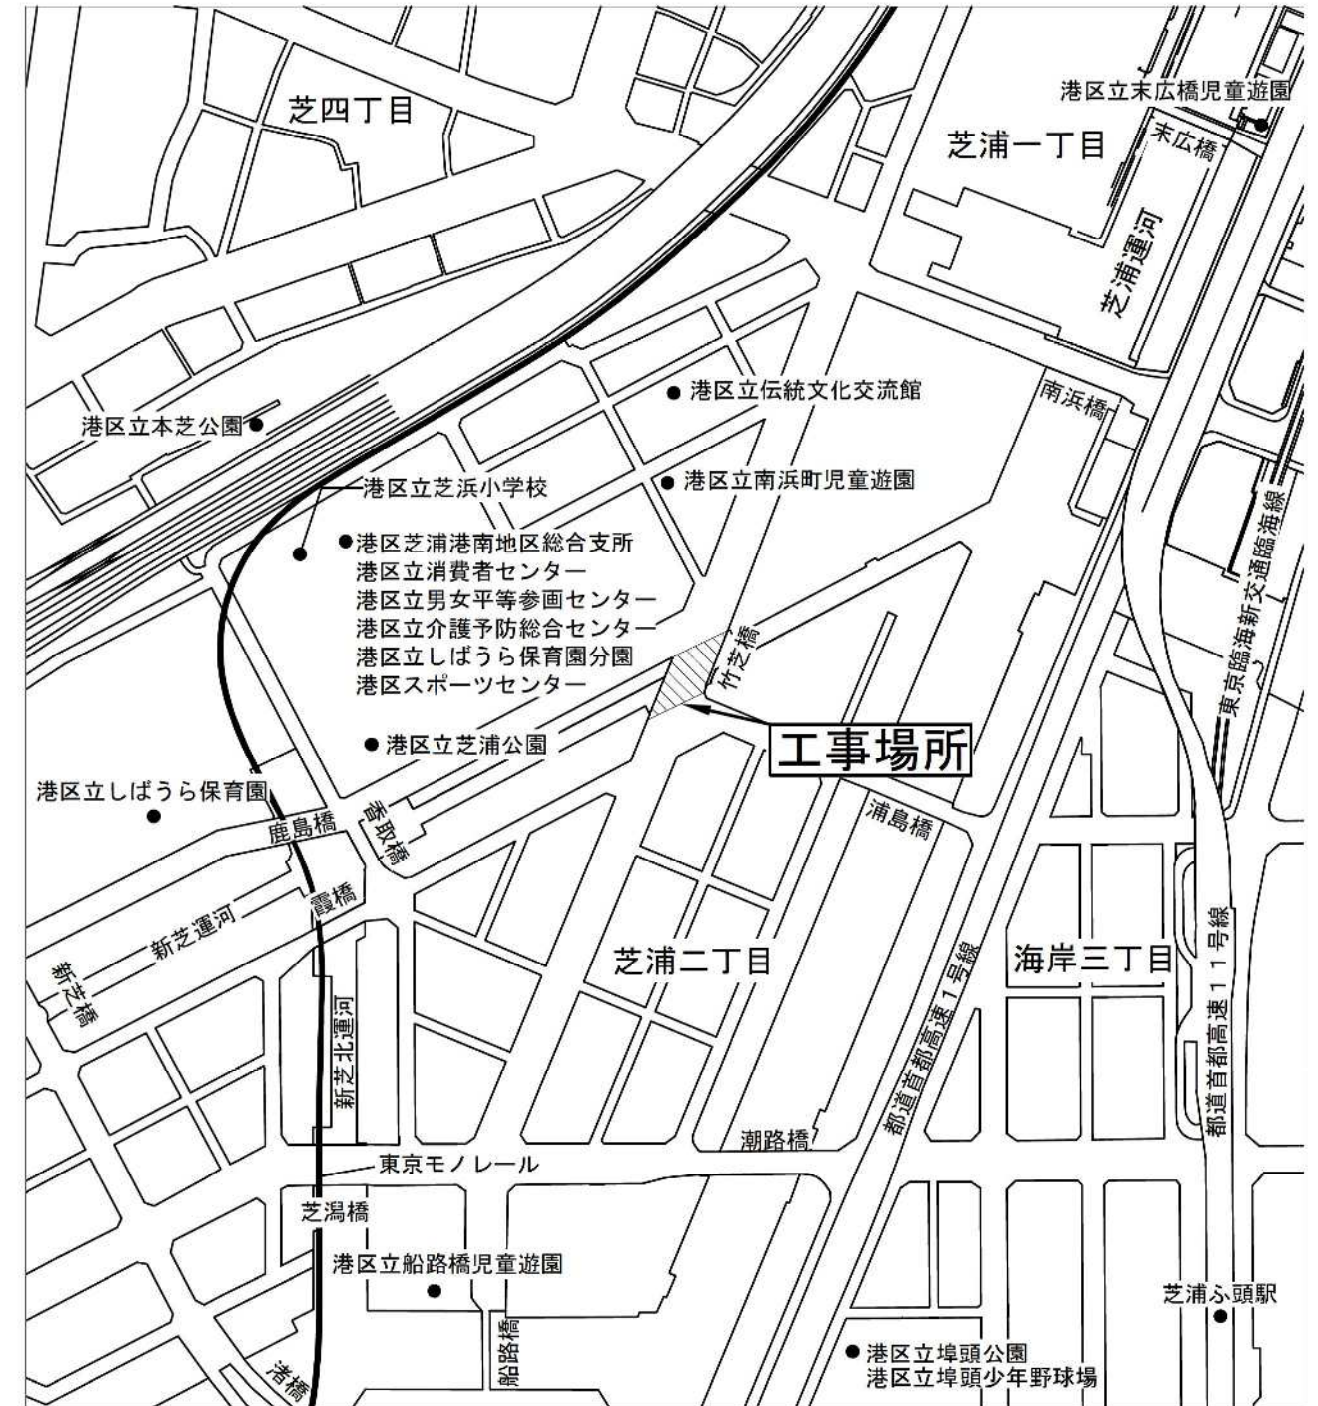 港区立末広橋児童遊園
芝四丁目
芝浦一丁目
末広橋
芝浦運河
南浜橋
港区立伝統文化交流館
港区立本芝公園
港区立南浜町児童遊園
港区立芝浜小学校
港区芝浦港南地区総合支所
港区立消費者センター
港区立男女平等参画センター
港区立介護予防総合センター
港区立しばうら保育園分園
港区スポーツセンター
竹芝橋
東京臨海新交通臨海線
工事場所
港区立芝浦公園
港区立しばうら保育園
鹿島橋
香取橋
浦島橋
霞橋
新芝運河
新芝橋
芝浦二丁目
海岸三丁目
都道首都高速1号線
都道首都高速11号線
新芝北運河
潮路橋
東京モノレール
芝潟橋
港区立船路橋児童遊園
芝浦ふ頭駅
船路橋
渚橋
港区立埠頭公園
港区立埠頭少年野球場